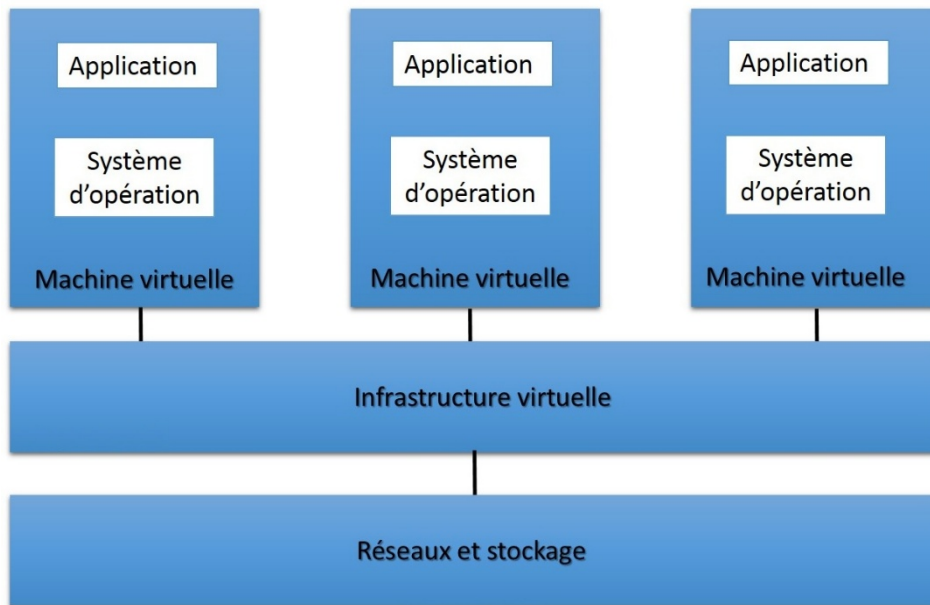 Application
Application
Application
Système
d'opération
Système
d'opération
Système
d'opération
Machine virtuelle
Machine virtuelle
Machine virtuelle
Infrastructure virtuelle
Réseaux et stockage